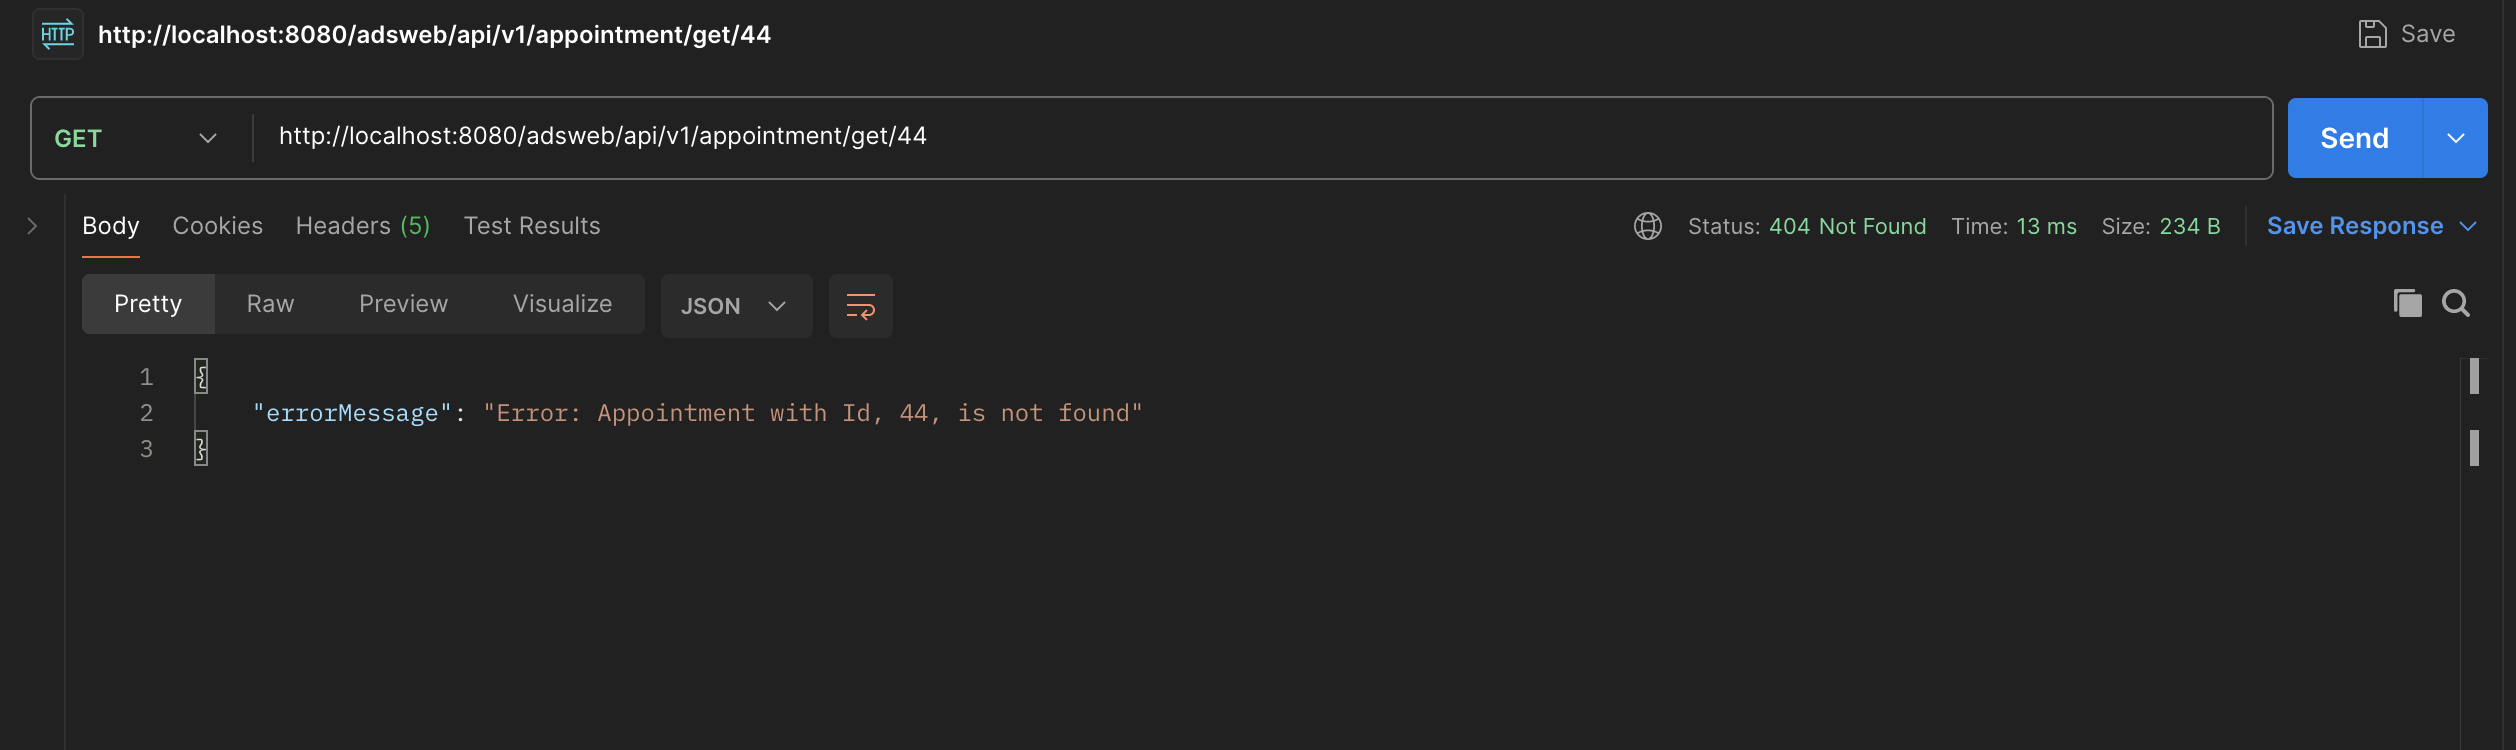 HTTP http://localhost:8080/adsweb/api/v1/appointment/get/44 Save
GET http://localhost:8080/adsweb/api/v1/appointment/get/44 Send
Body Cookies Headers (5) Test Results Status: 404 Not Found Time: 13 ms Size: 234 B Save Response
Pretty Raw Preview Visualize JSON
1 {
2 "errorMessage": "Error: Appointment with Id, 44, is not found"
3 }